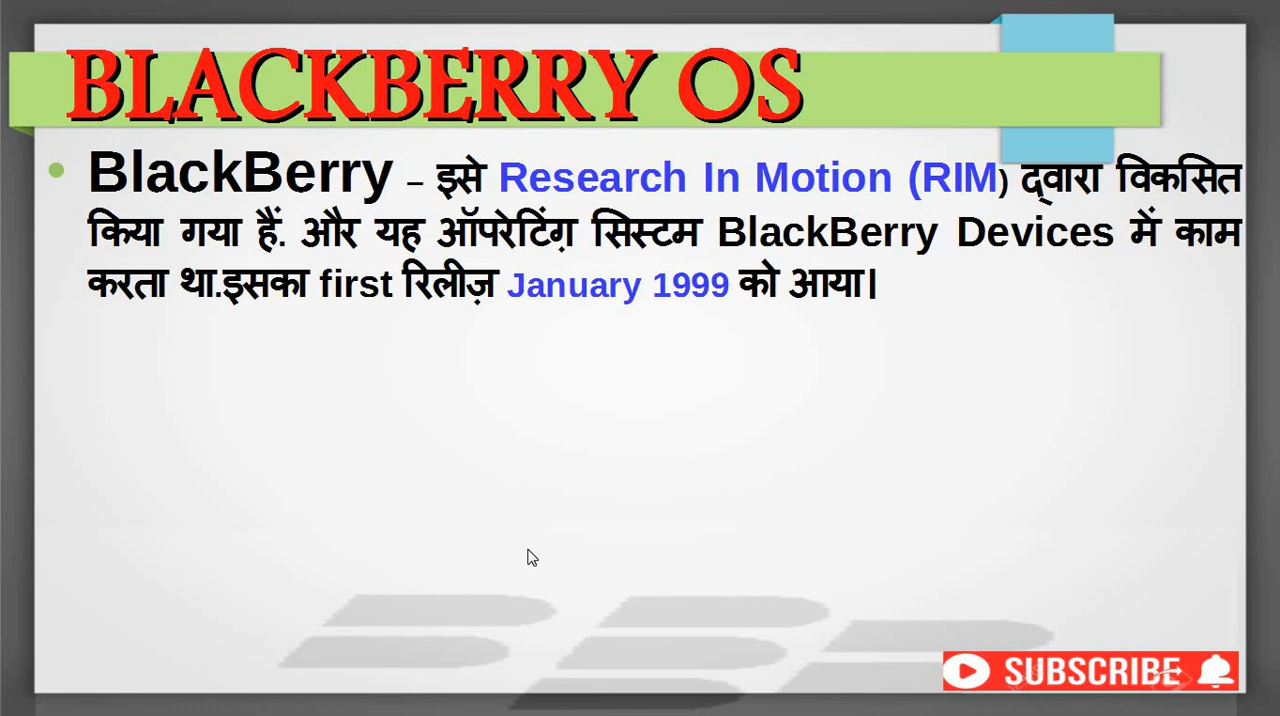 BLACKBERRY OS
BlackBerry – इसे Research In Motion (RIM) द्वारा विकसित
किया गया हैं. और यह ऑपरेटिंग़ सिस्टम BlackBerry Devices में काम
करता था.इसका first रिलीज़ January 1999 को आया।
SUBSCRIBE